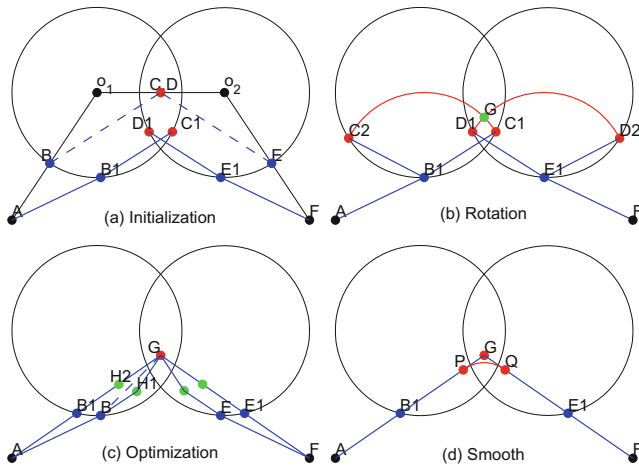 o1 C D o2
D1 C1
B E
B1 E1
A F
(a) Initialization
G
C2 D1 C1 D2
B1 E1
A F
(b) Rotation
G
H2 H1
B1 B E E1
A F
(c) Optimization
G
P Q
B1 E1
A F
(d) Smooth